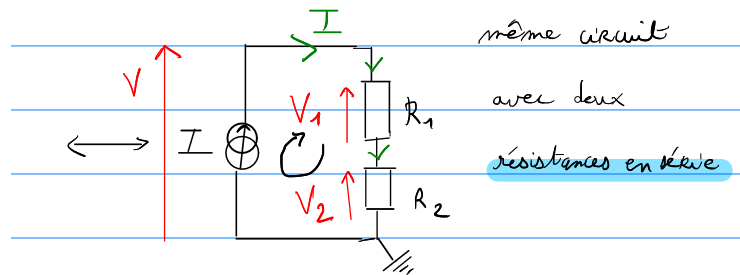 I
même circuit
V
V1
R1
avec deux
I
résistances en série
V2
R2